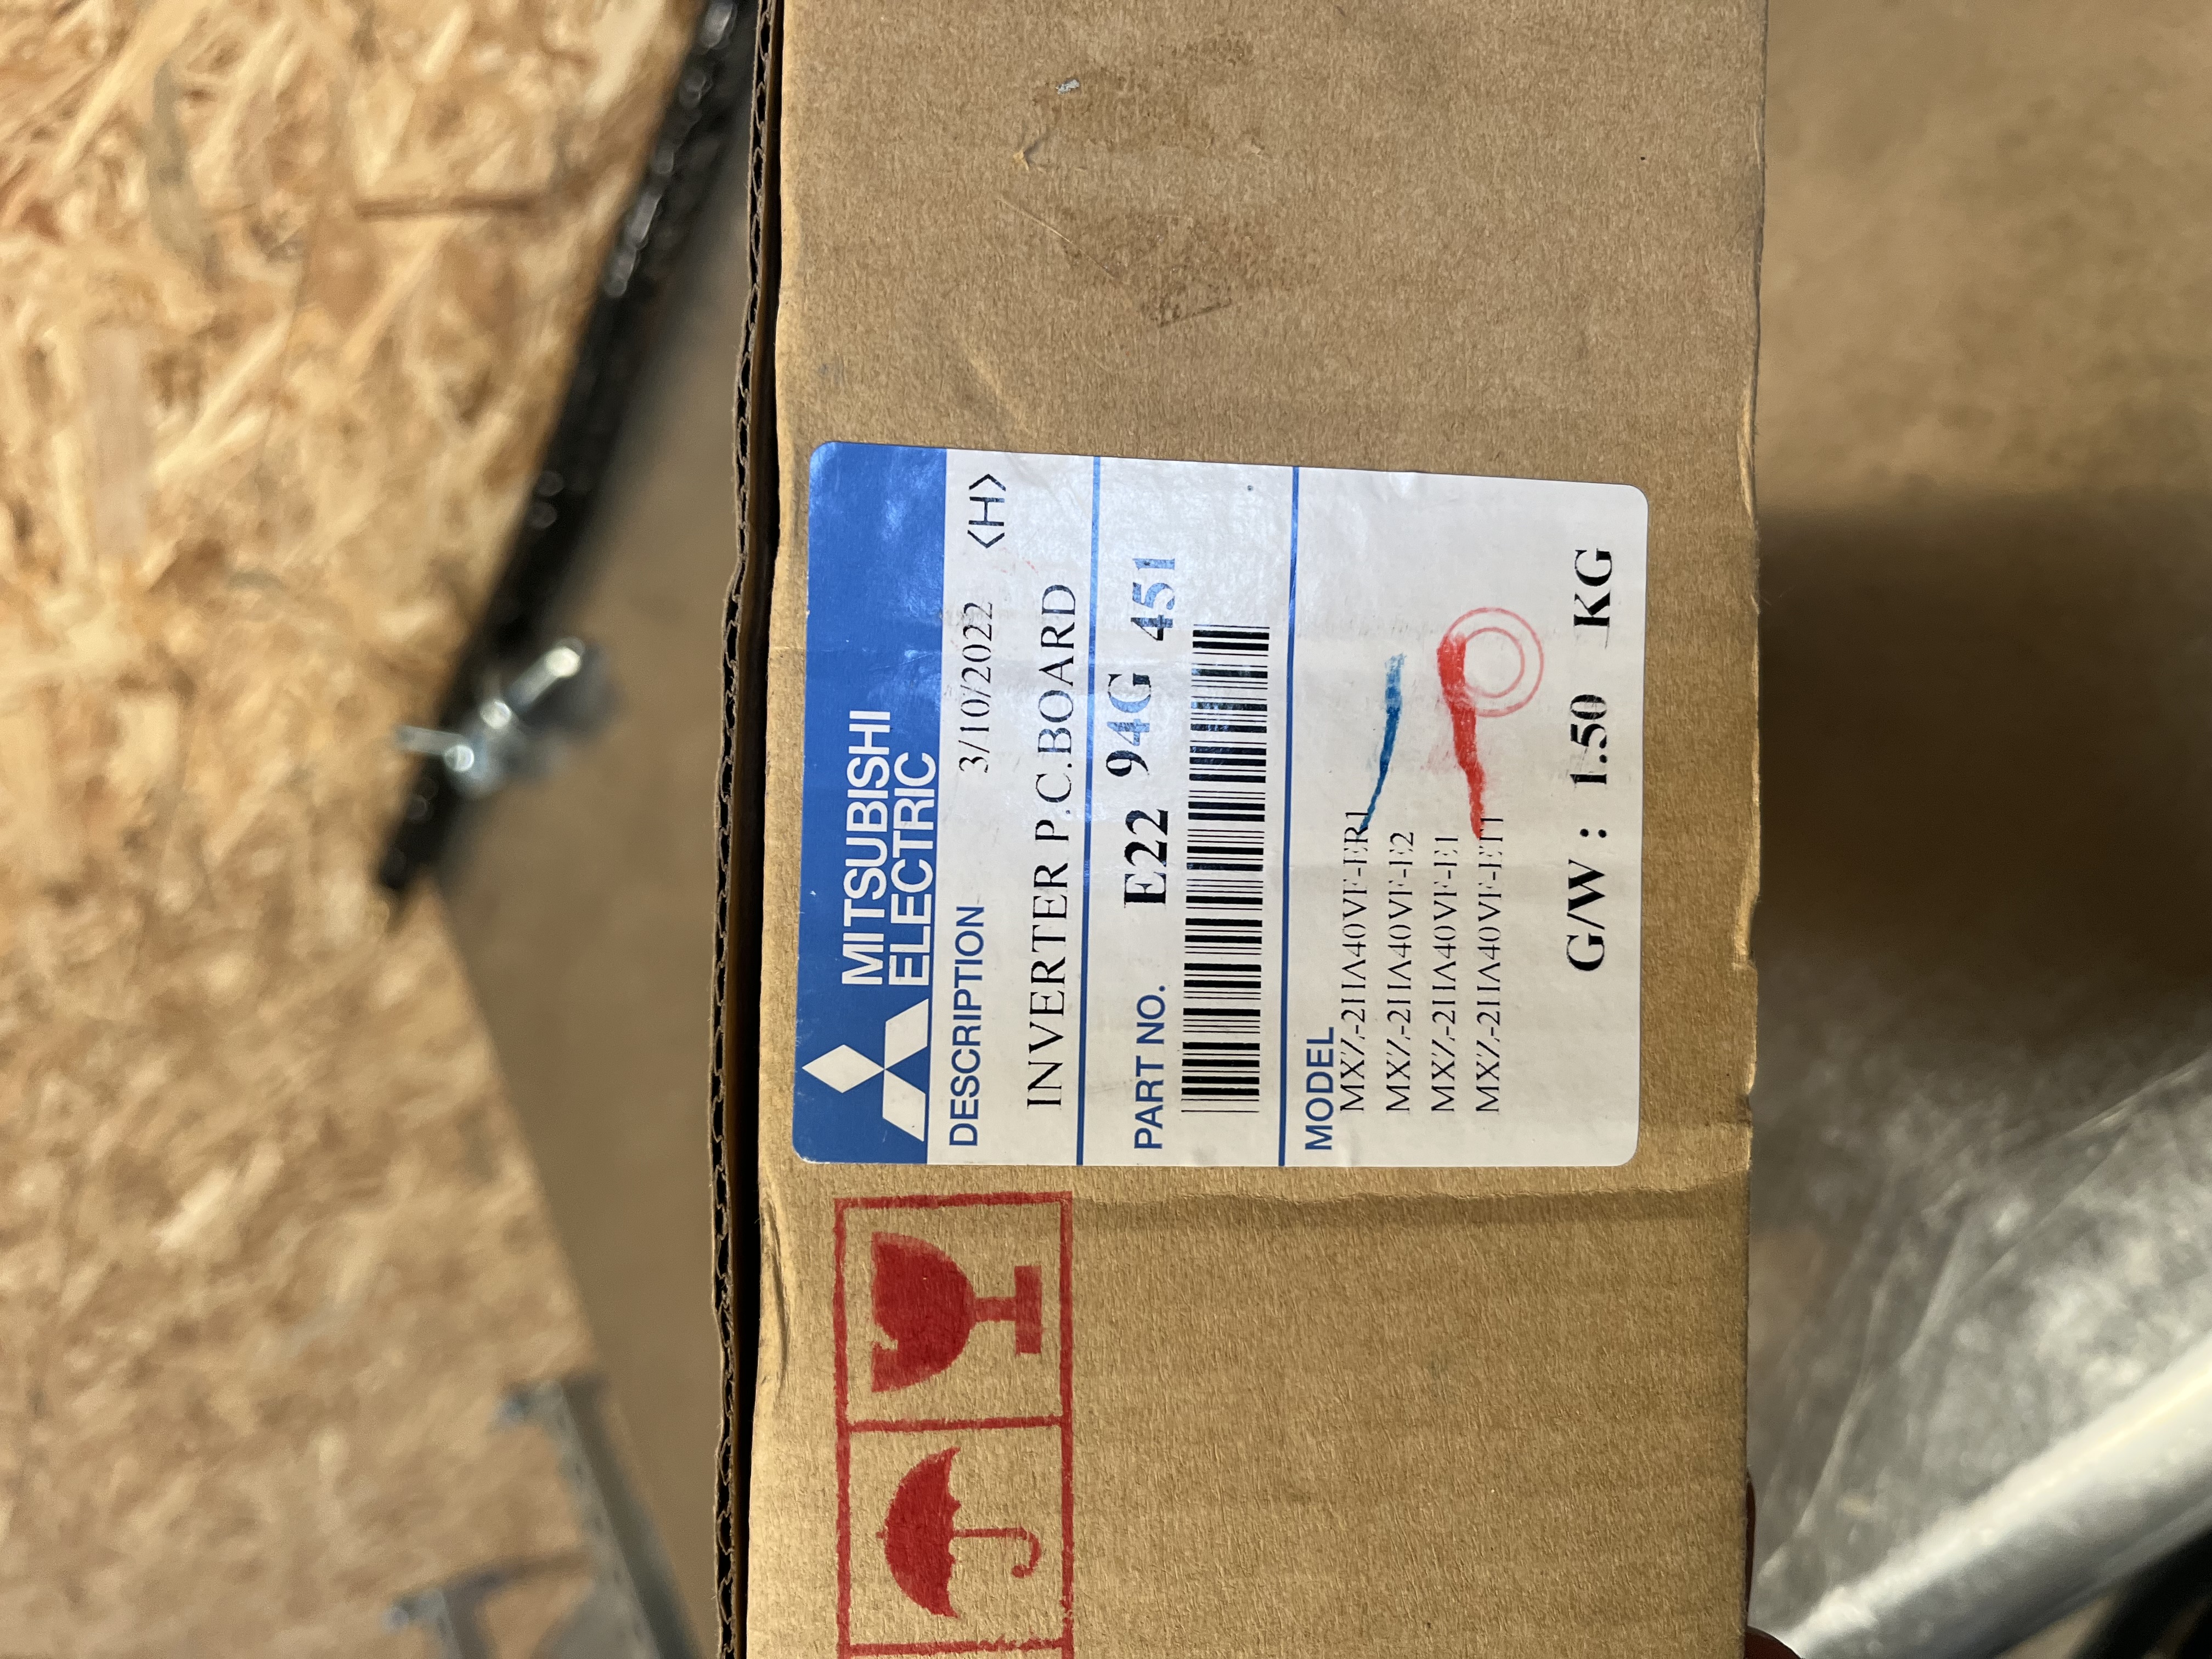 MITSUBISHI
ELECTRIC
DESCRIPTION 3/10/2022 <H>
INVERTER P.C.BOARD
PART NO. E22 94G 451
MODEL
MXZ-2HA40VF-ER1
MXZ-2HA40VF-E2
MXZ-2HA40VF-E1
MXZ-2HA40VF-ET1
G/W : 1.50 KG